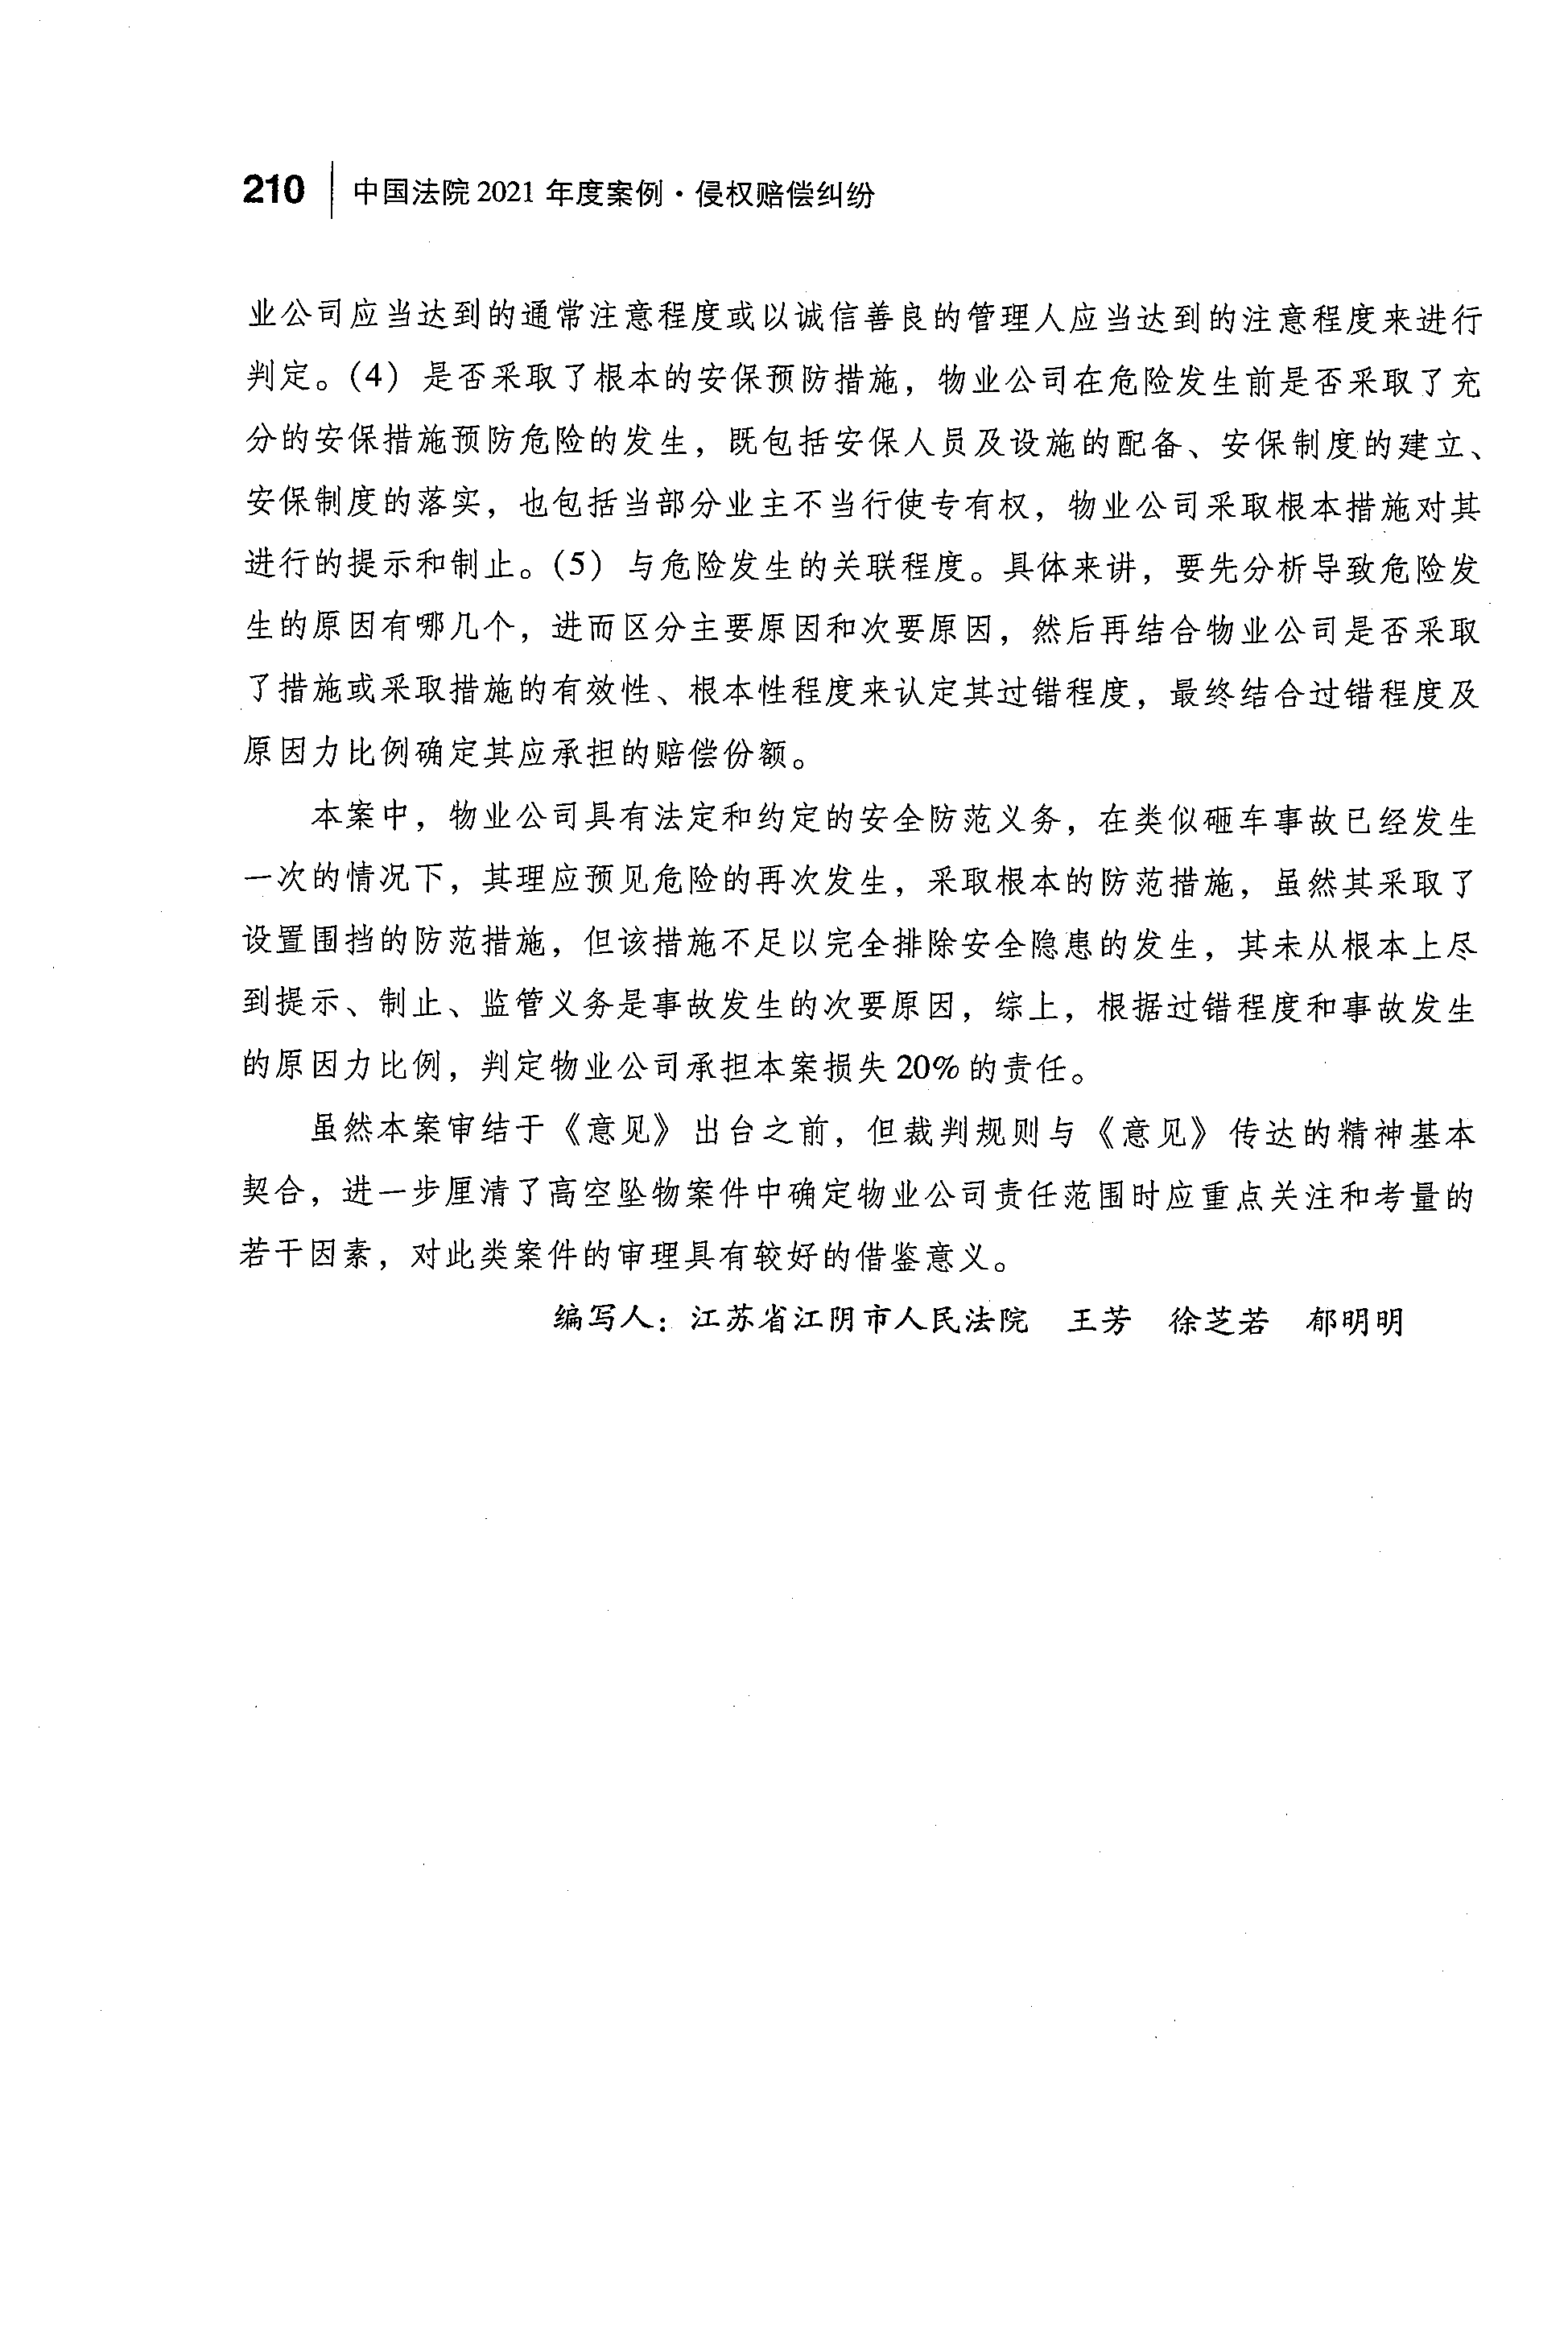 210 中国法院2021年度案例·侵权赔偿纠纷
业公司应当达到的通常注意程度或以诚信善良的管理人应当达到的注意程度来进行
判定。(4) 是否采取了根本的安保预防措施，物业公司在危险发生前是否采取了充
分的安保措施预防危险的发生，既包括安保人员及设施的配备、安保制度的建立、
安保制度的落实，也包括当部分业主不当行使专有权，物业公司采取根本措施对其
进行的提示和制止。(5) 与危险发生的关联程度。具体来讲，要先分析导致危险发
生的原因有哪几个，进而区分主要原因和次要原因，然后再结合物业公司是否采取
了措施或采取措施的有效性、根本性程度来认定其过错程度，最终结合过错程度及
原因力比例确定其应承担的赔偿份额。
本案中，物业公司具有法定和约定的安全防范义务，在类似砸车事故已经发生
一次的情况下，其理应预见危险的再次发生，采取根本的防范措施，虽然其采取了
设置围挡的防范措施，但该措施不足以完全排除安全隐患的发生，其未从根本上尽
到提示、制止、监管义务是事故发生的次要原因，综上，根据过错程度和事故发生
的原因力比例，判定物业公司承担本案损失20%的责任。
虽然本案审结于《意见》出台之前，但裁判规则与《意见》传达的精神基本
契合，进一步厘清了高空坠物案件中确定物业公司责任范围时应重点关注和考量的
若干因素，对此类案件的审理具有较好的借鉴意义。
编写人：江苏省江阴市人民法院 王芳 徐芝若 郁明明